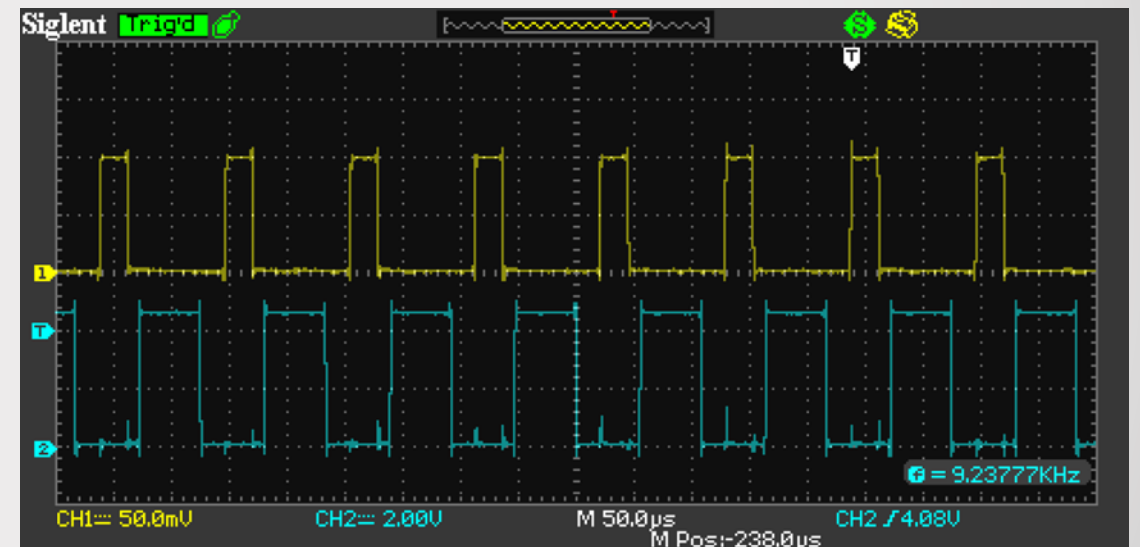 Siglent Trig'd S
T
1
T
2
f = 9.23777KHz
CH1 50.0mV CH2 2.00V M 50.0µs CH2 /4.08V
M Pos:-238.0us